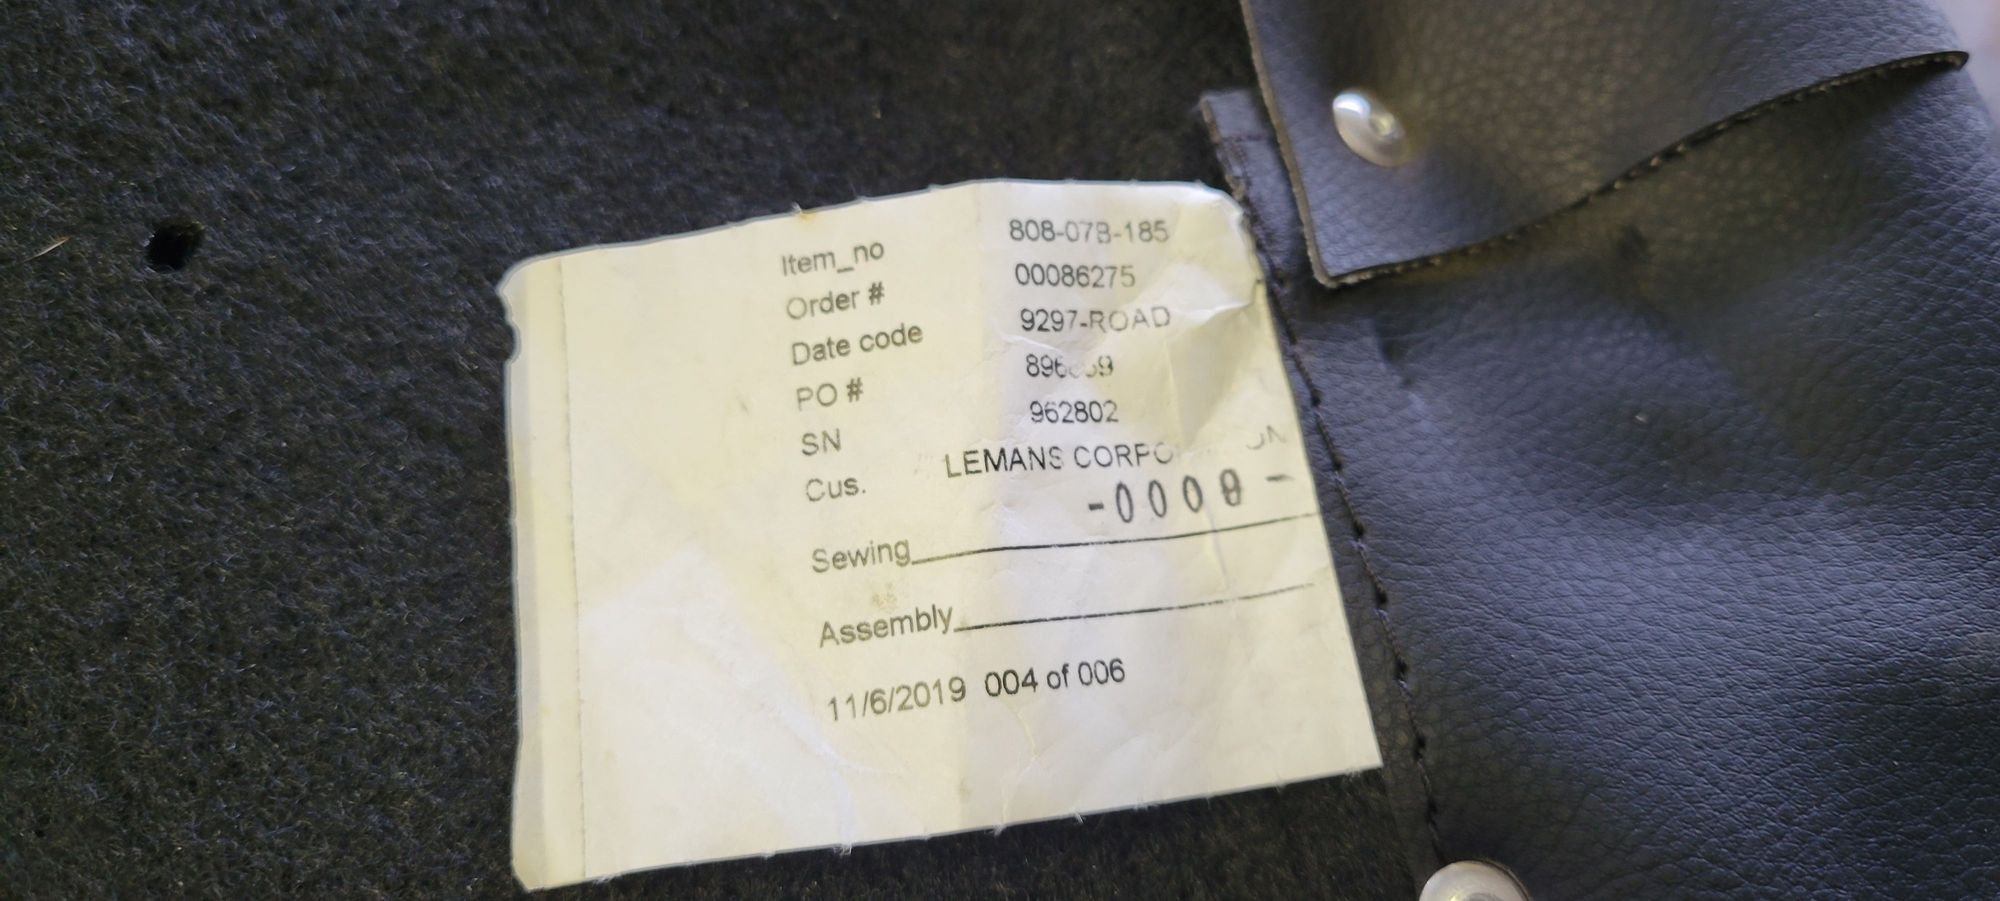 Item_no 808-07B-185
Order # 00086275
Date code 9297-ROAD
PO #
SN 962802
Cus. LEMANS
Sewing
Assembly
11/6/2019 004 of 006